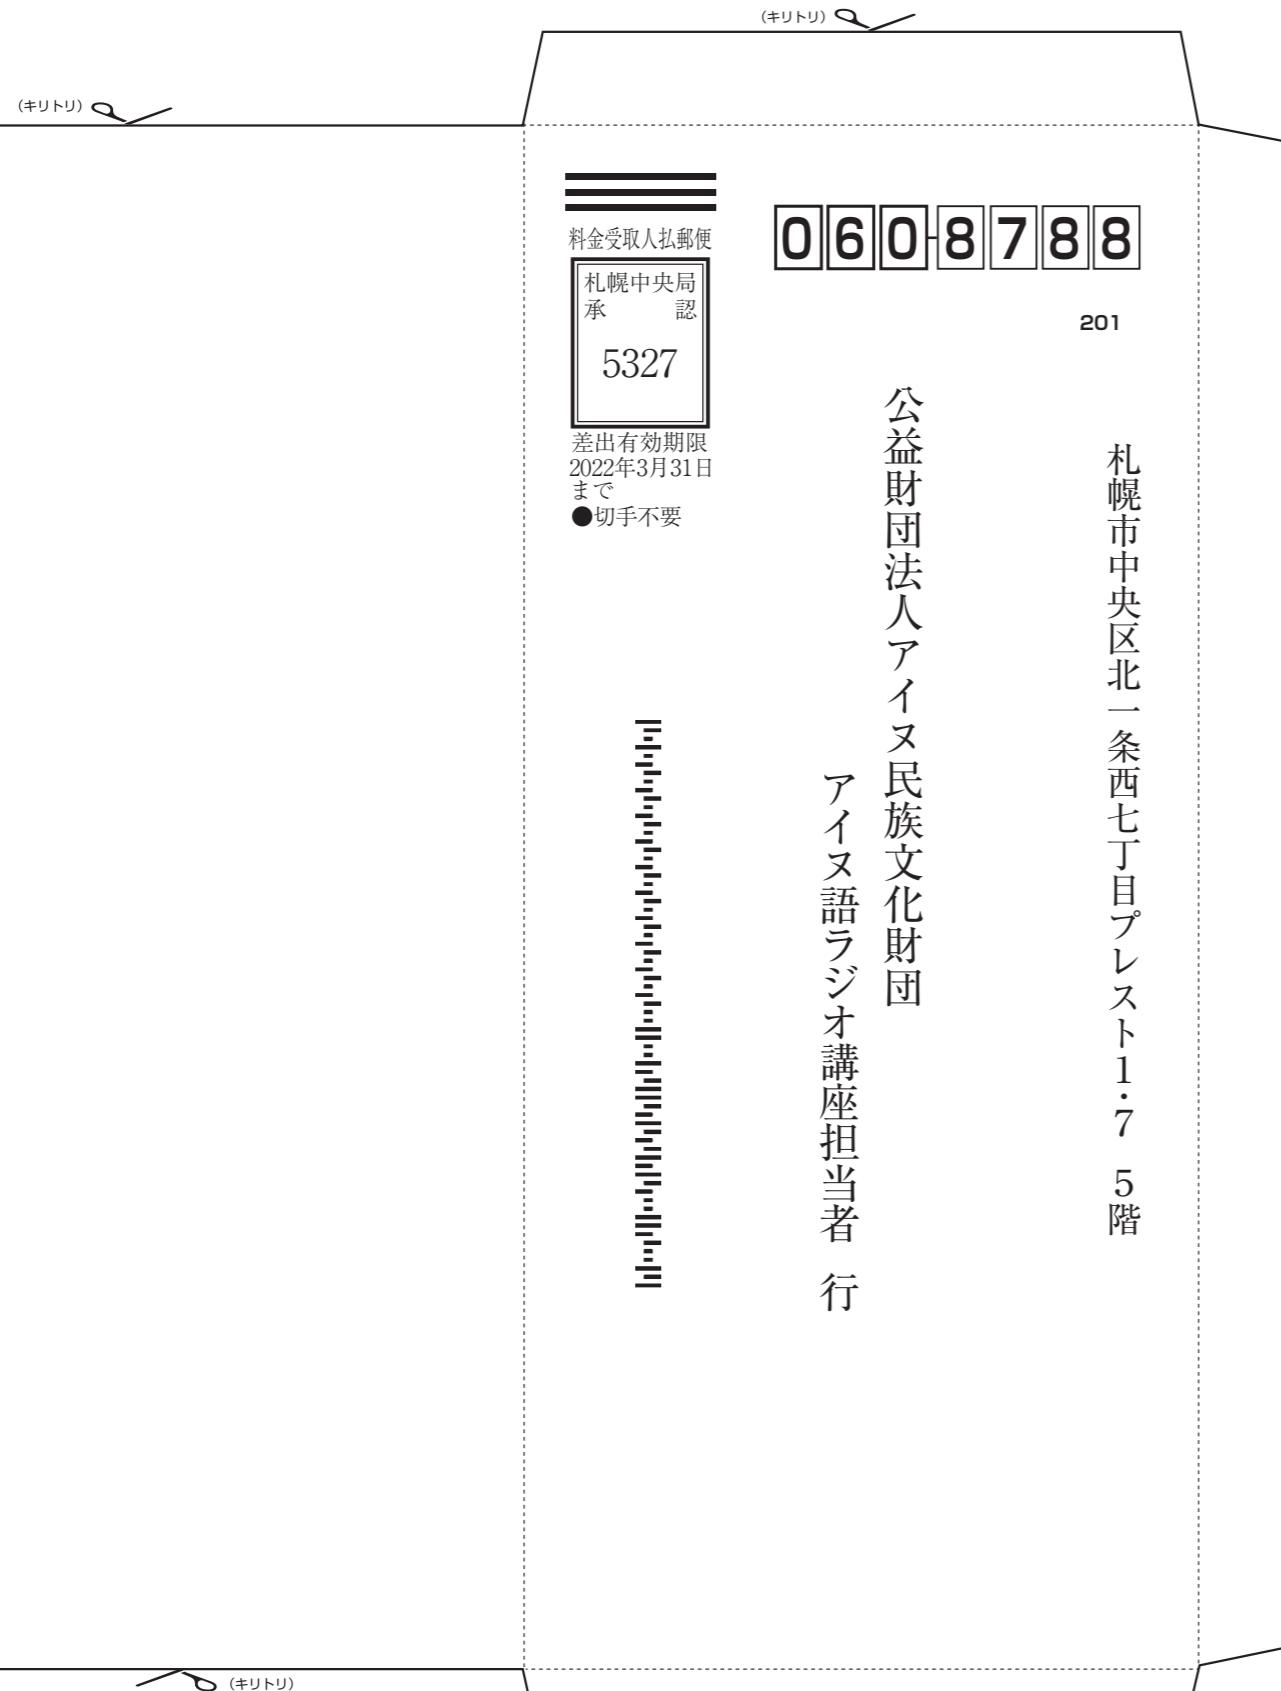 （キリトリ）
（キリトリ）
料金受取人払郵便
札幌中央局
承　認
5327
差出有効期限
2022年3月31日
まで
●切手不要
060-8788
201
札幌市中央区北一条西七丁目プレスト1・7　5階
公益財団法人アイヌ民族文化財団
アイヌ語ラジオ講座担当者　行
（キリトリ）